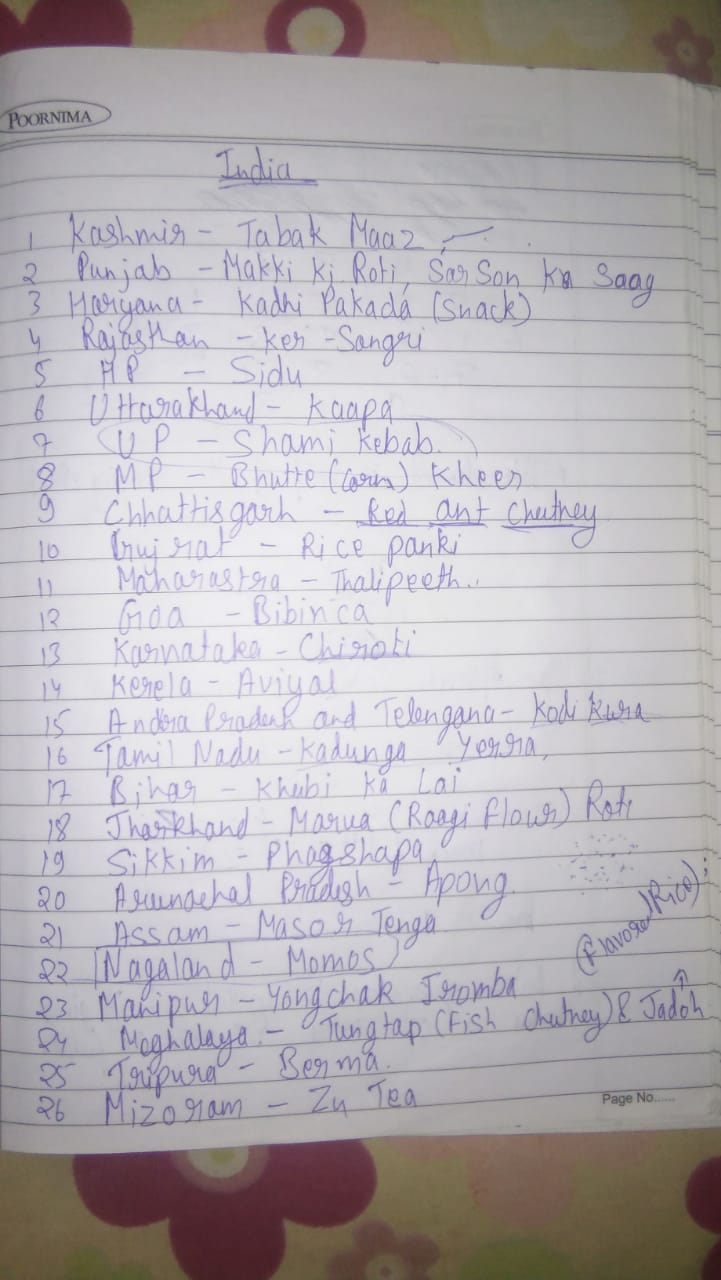 POORNIMA
India
1 Kashmir - Tabak Maaz
2 Punjab - Makki ki Roti, Sarson ka Saag
3 Haryana - Kadhi Pakada (Snack)
4 Rajasthan - Ker - Sangri
5 HP - Sidu
6 Uttarakhand - Kaapa
7 UP - Shami Kebab.
8 MP - Bhutte (Corn) Kheer
9 Chhattisgarh - Red ant Chutney
10 Gujrat - Rice panki
11 Maharastra - Thalipeeth..
12 Goa - Bibinca
13 Karnataka - Chiroti
14 Kerela - Aviyal
15 Andra Pradesh and Telengana - Kodi Kura
16 Tamil Nadu - Kadunga Yerra,
17 Bihar - Khubi ka Lai
18 Jharkhand - Marua (Raagi flour) Roti
19 Sikkim - Phagshapa
20 Arunachal Pradesh - Apong.
21 Assam - Masor Tenga
22 Nagaland - Momos
23 Manipur - Yongchak Iromba
(Flavored Rice)
24 Meghalaya - Tungtap (Fish Chutney) & Jadoh
25 Tripura - Berma.
26 Mizoram - Zu Tea
Page No......